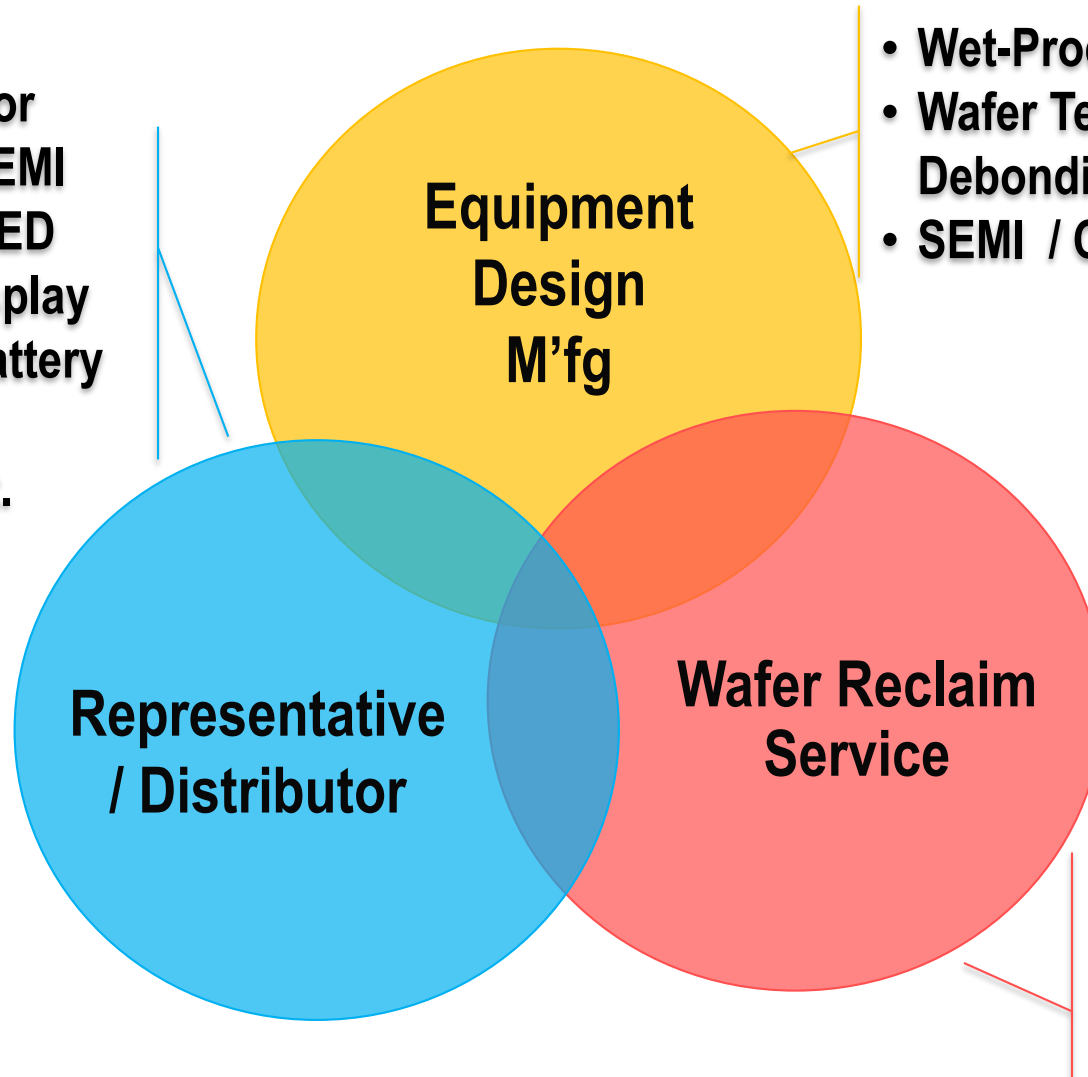 or
EMI
ED
play
attery
.
• Wet-Proc
• Wafer Te
Debondi
• SEMI / C
Equipment
Design
M’fg
Representative
/ Distributor
Wafer Reclaim
Service